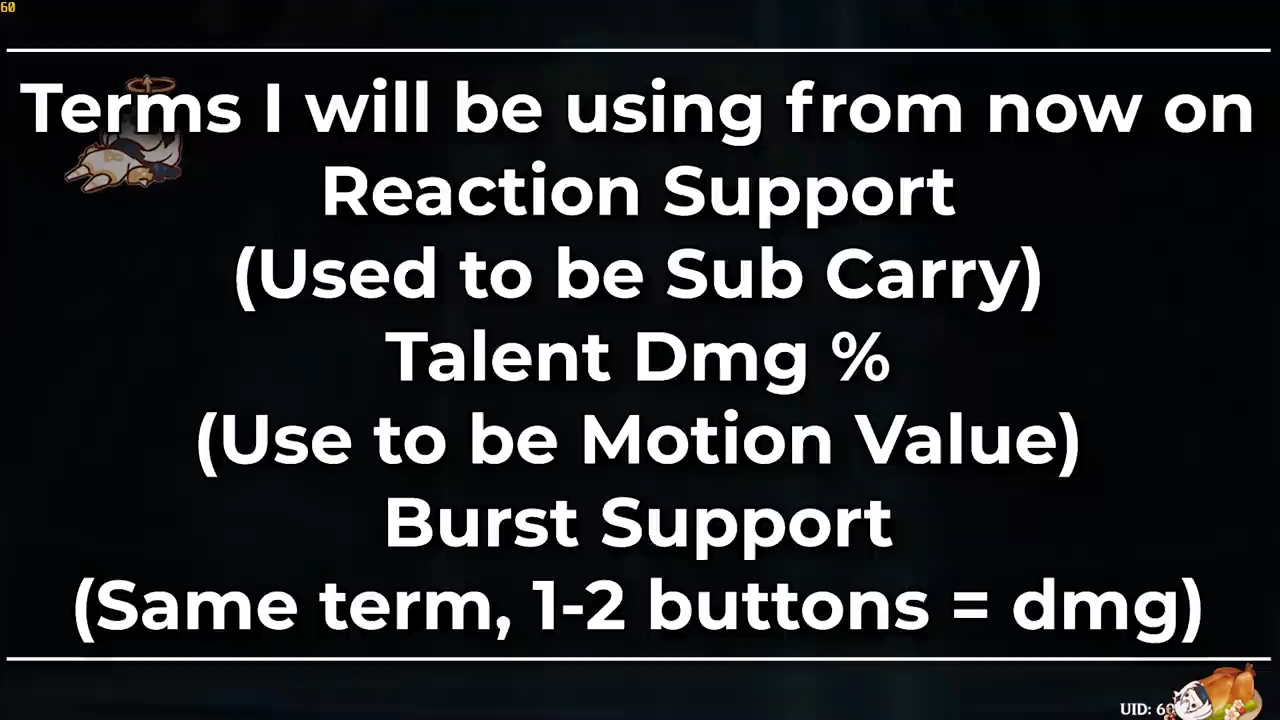 60
Terms I will be using from now on
Reaction Support
(Used to be Sub Carry)
Talent Dmg %
(Use to be Motion Value)
Burst Support
(Same term, 1-2 buttons = dmg)
UID: 60